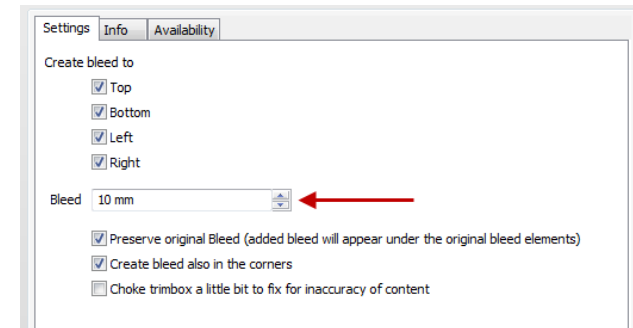 Settings Info Availability
Create bleed to
Top
Bottom
Left
Right
Bleed 10 mm
Preserve original Bleed (added bleed will appear under the original bleed elements)
Create bleed also in the corners
Choke trimbox a little bit to fix for inaccuracy of content